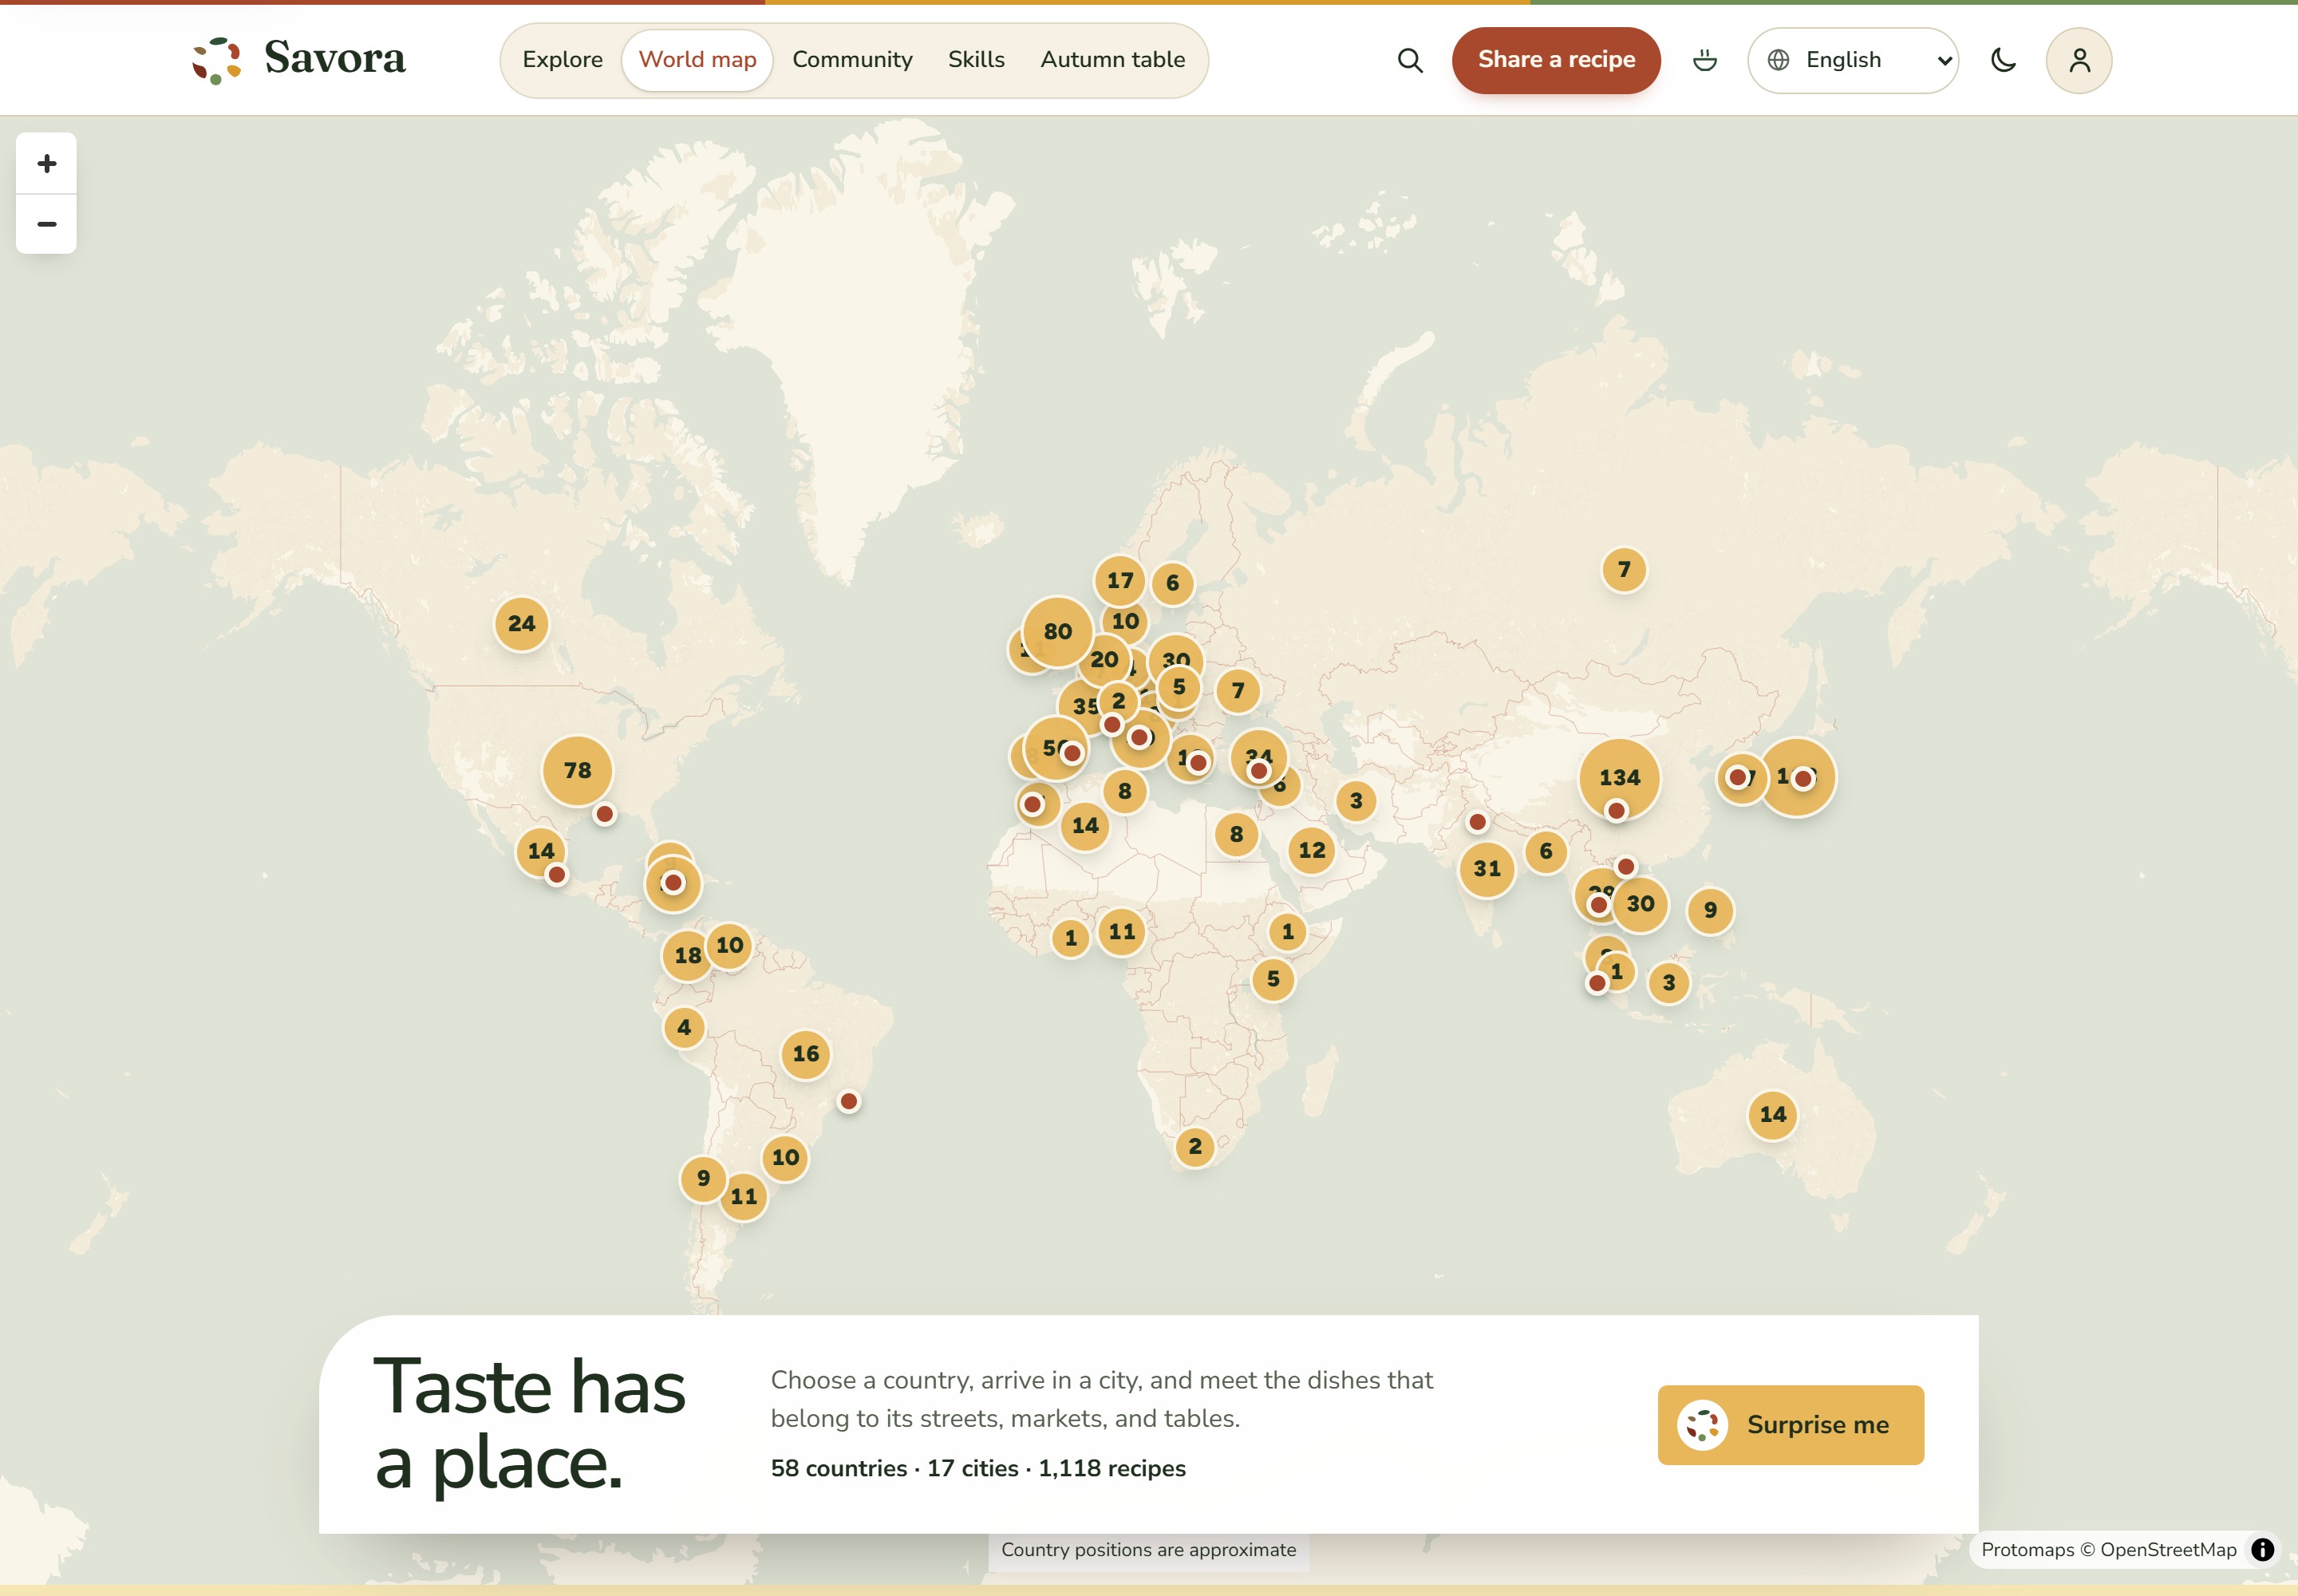 Savora
Explore
World map
Community
Skills
Autumn table
Share a recipe
English
+
−
17
6
7
24
80
10
20
30
5
7
2
35
78
134
34
8
3
14
14
8
12
31
6
30
9
18
10
1
11
1
5
1
3
4
16
14
2
10
9
11
Taste has
a place.
Choose a country, arrive in a city, and meet the dishes that
belong to its streets, markets, and tables.
58 countries · 17 cities · 1,118 recipes
Surprise me
Country positions are approximate
Protomaps © OpenStreetMap